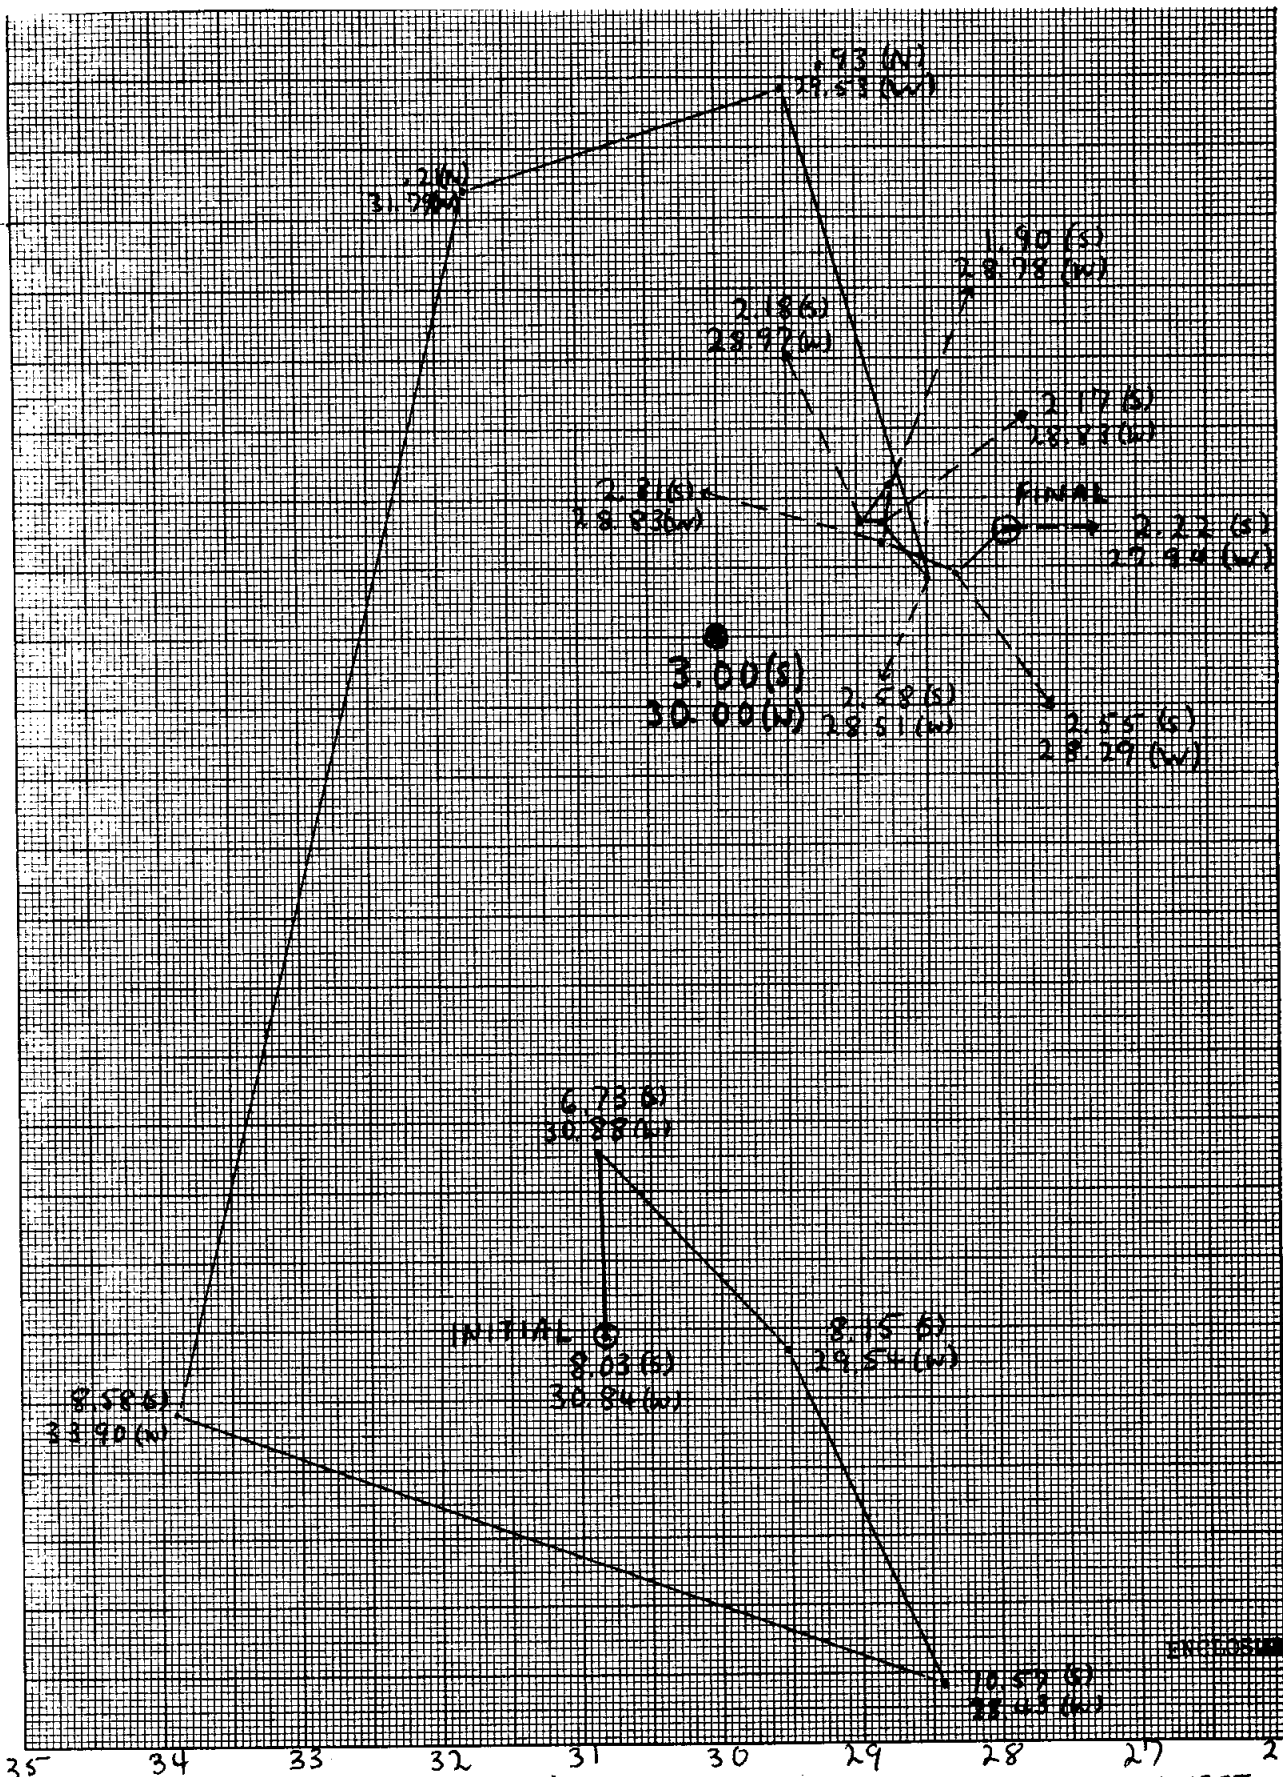 .93 (N)
29.53 (W)
.21(N)
31.79(W)
1.90 (S)
28.78 (W)
2.18(S)
28.97(W)
2.17 (S)
28.83(W)
2.31(S)
28.83(W)
FINAL
2.22 (S)
27.94 (W)
3.00(S)
30.00(W)
2.58(S)
28.51(W)
2.55 (S)
28.29 (W)
6.73(S)
30.88(W)
INITIAL
8.03(S)
30.84(W)
8.15(S)
29.54(W)
8.58(S)
33.90(W)
10.57 (S)
28.43 (W)
35 34 33 32 31 30 29 28 27 2